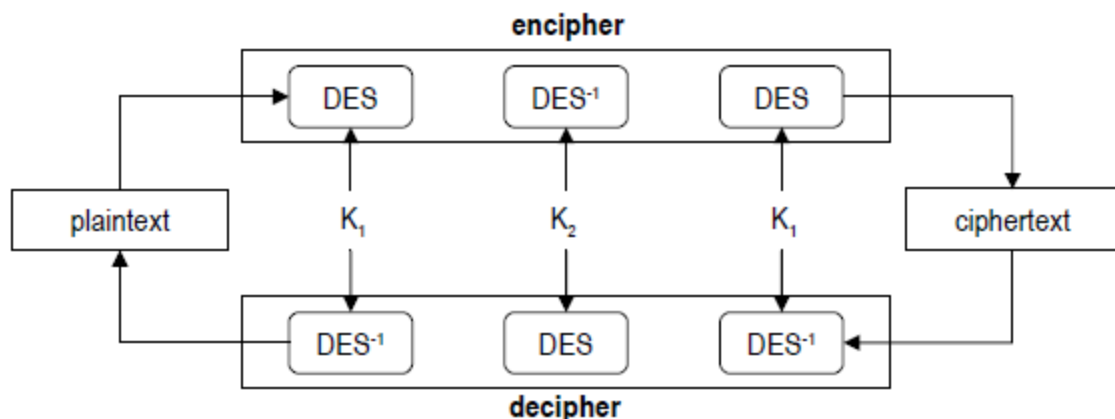 encipher
DES DES⁻¹ DES
plaintext K₁ K₂ K₁ ciphertext
DES⁻¹ DES DES⁻¹
decipher